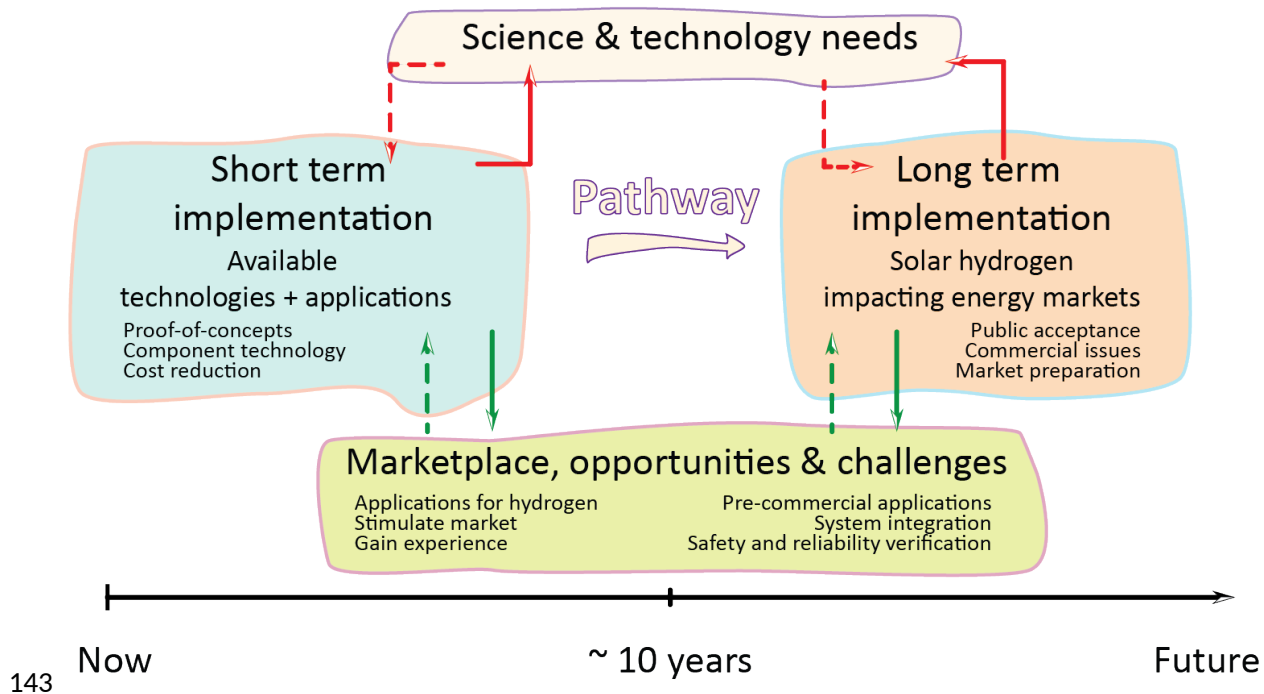 Science & technology needs
Short term
implementation
Available
technologies + applications
Proof-of-concepts
Component technology
Cost reduction
Pathway
Long term
implementation
Solar hydrogen
impacting energy markets
Public acceptance
Commercial issues
Market preparation
Marketplace, opportunities & challenges
Applications for hydrogen
Stimulate market
Gain experience
Pre-commercial applications
System integration
Safety and reliability verification
Now
~ 10 years
Future
143